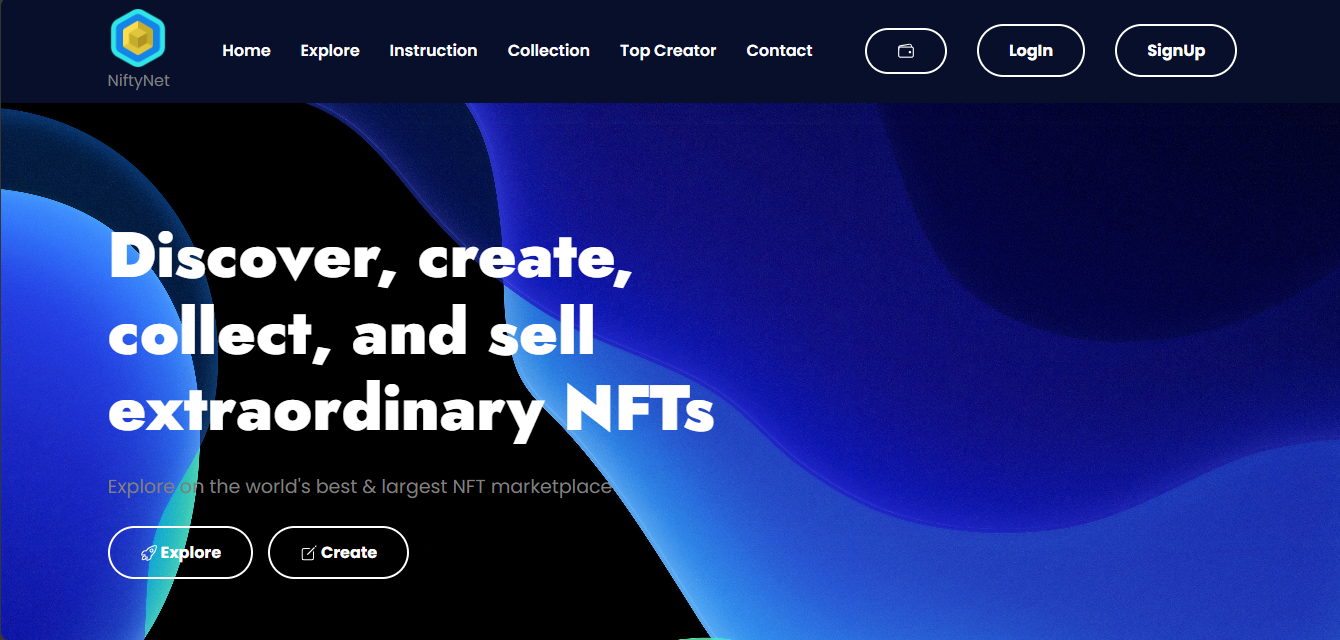 NiftyNet
Home Explore Instruction Collection Top Creator Contact LogIn SignUp
Discover, create,
collect, and sell
extraordinary NFTs
Explore on the world's best & largest NFT marketplace
Explore Create